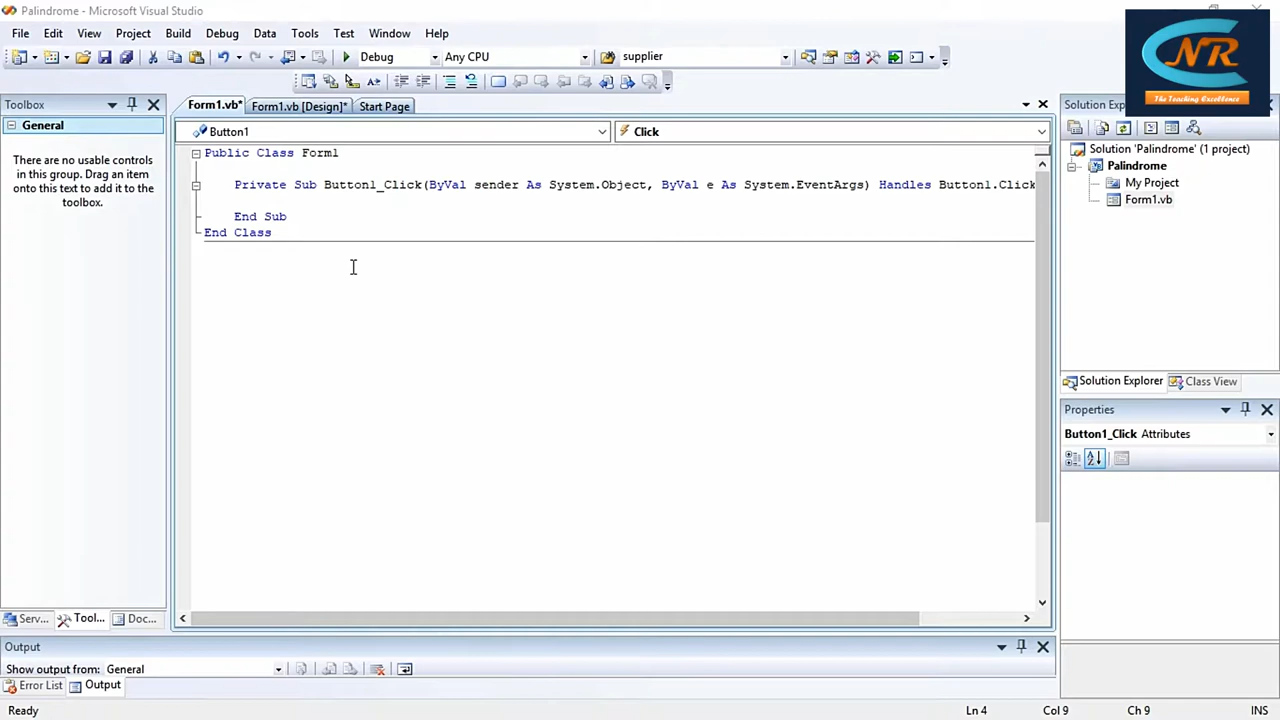 Palindrome - Microsoft Visual Studio
File Edit View Project Build Debug Data Tools Test Window Help
Debug Any CPU supplier
CNR
The Teaching Excellence
Toolbox
General
There are no usable controls
in this group. Drag an item
onto this text to add it to the
toolbox.
Serv... Tool... Doc...
Form1.vb* Form1.vb [Design]* Start Page
Button1 Click
Public Class Form1
Private Sub Button1_Click(ByVal sender As System.Object, ByVal e As System.EventArgs) Handles Button1.Click
End Sub
End Class
Solution Exp
Solution 'Palindrome' (1 project)
Palindrome
My Project
Form1.vb
Solution Explorer Class View
Properties
Button1_Click Attributes
Output
Show output from: General
Error List Output
Ready Ln 4 Col 9 Ch 9 INS